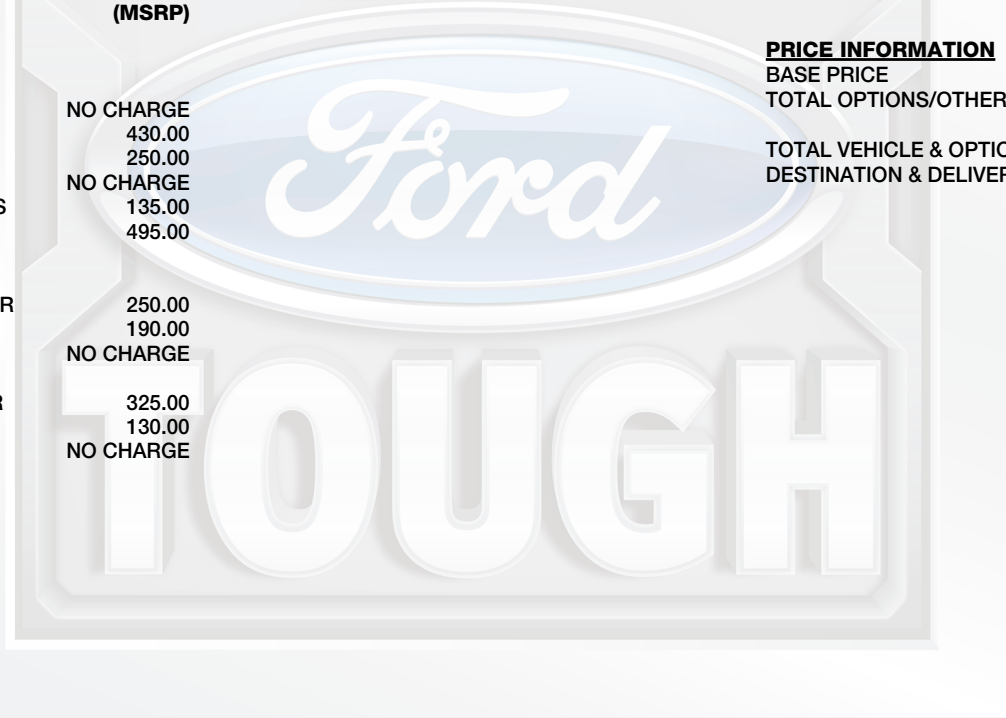 (MSRP)
NO CHARGE
430.00
250.00
NO CHARGE
S 135.00
495.00
R 250.00
190.00
NO CHARGE
R 325.00
130.00
NO CHARGE
PRICE INFORMATION
BASE PRICE
TOTAL OPTIONS/OTHER
TOTAL VEHICLE & OPTIO
DESTINATION & DELIVER
Ford
TOUGH